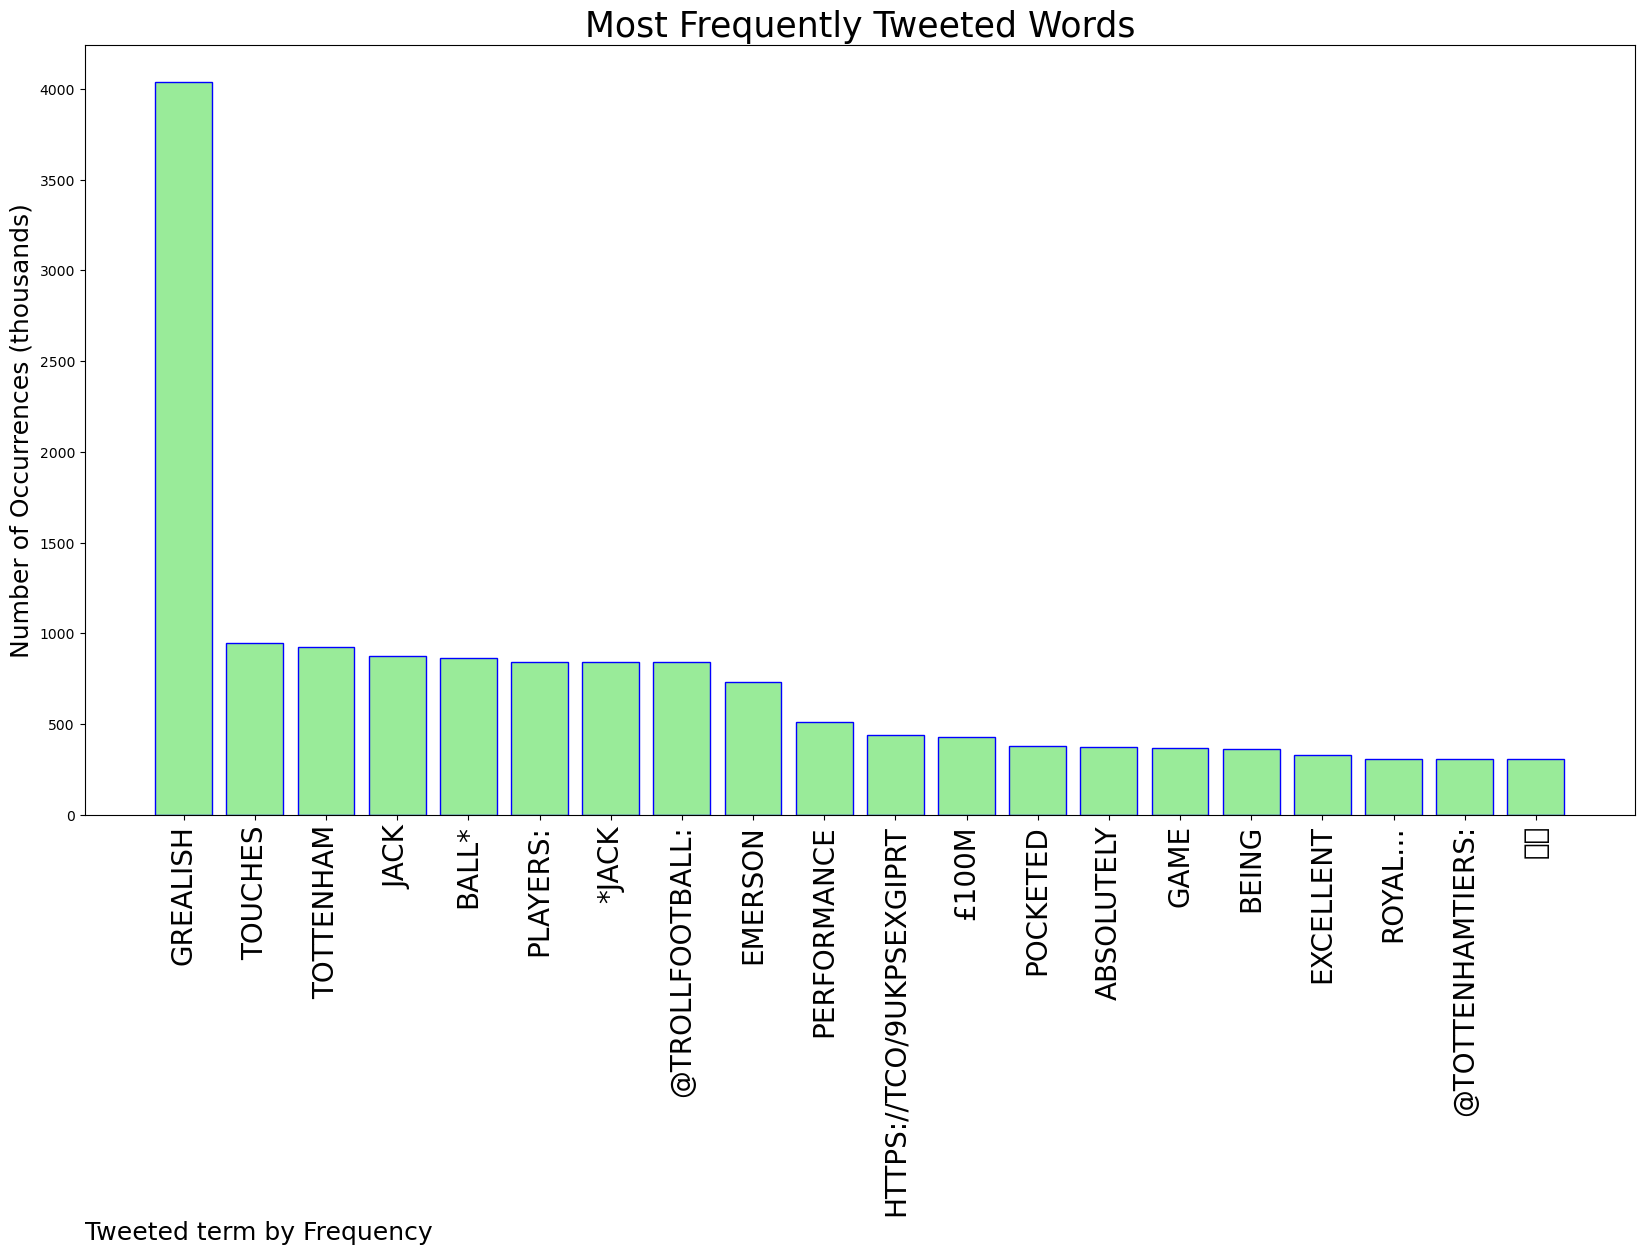 Most Frequently Tweeted Words
Number of Occurrences (thousands)
4000
3500
3000
2500
2000
1500
1000
500
0
GREALISH
TOUCHES
TOTTENHAM
JACK
BALL*
PLAYERS:
*JACK
@TROLLFOOTBALL:
EMERSON
PERFORMANCE
HTTPS://TCO/9UKPSEXGIPRT
£100M
POCKETED
ABSOLUTELY
GAME
BEING
EXCELLENT
ROYAL...
@TOTTENHAMTIERS:
Tweeted term by Frequency